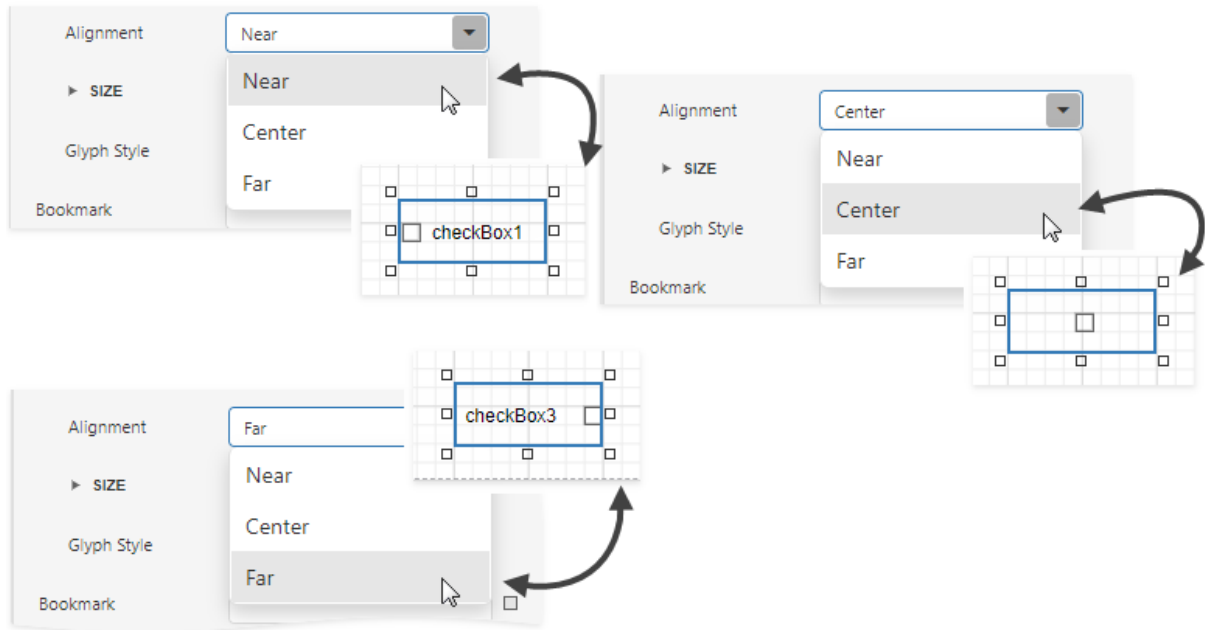 Alignment
Near
Near
SIZE
Center
Glyph Style
Far
Bookmark
checkBox1
Alignment
Center
Near
SIZE
Center
Glyph Style
Far
Bookmark
checkBox3
Alignment
Far
Near
SIZE
Center
Glyph Style
Far
Bookmark